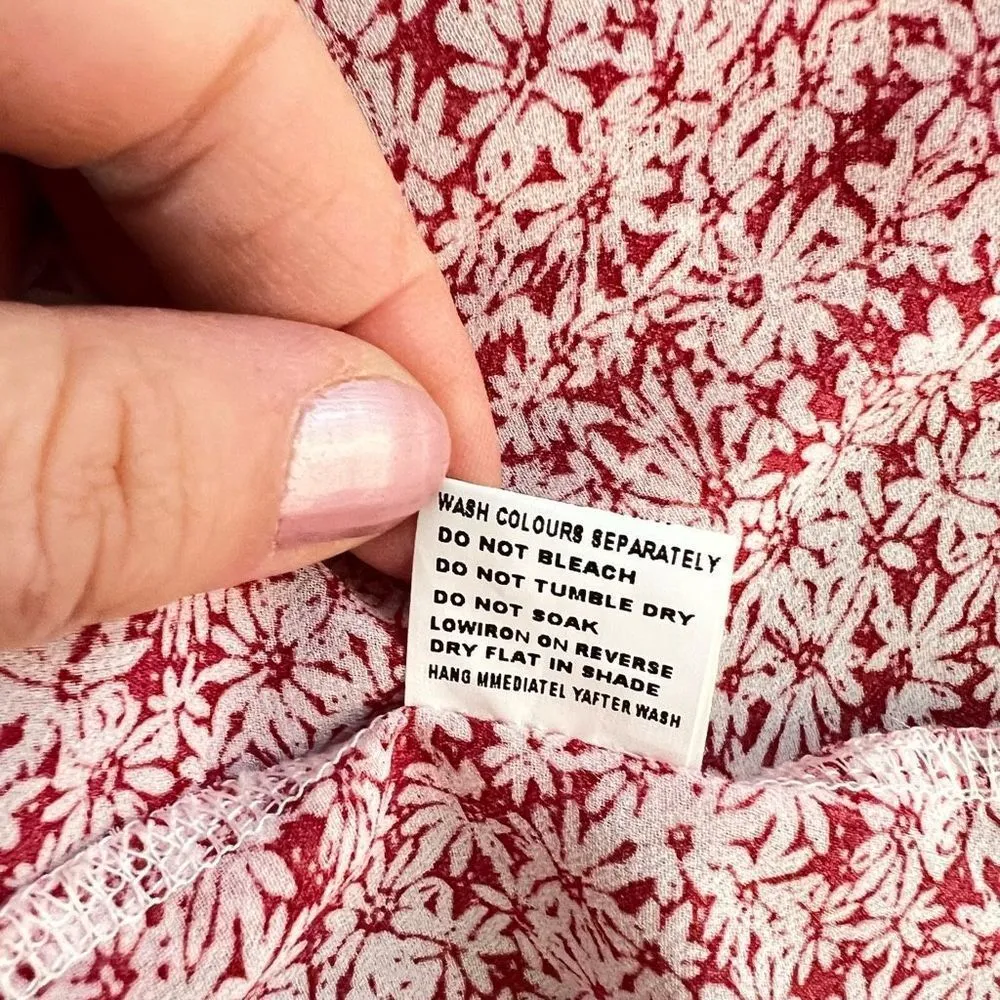 WASH COLOURS SEPARATELY
DO NOT BLEACH
DO NOT TUMBLE DRY
DO NOT SOAK
LOWIRON ON REVERSE
DRY FLAT IN SHADE
HANG MMEDIATEL YAFTER WASH